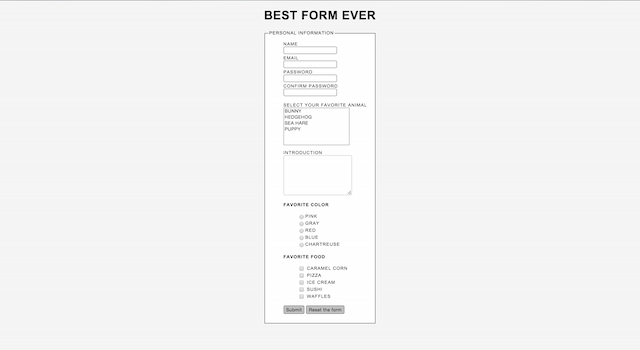 BEST FORM EVER
PERSONAL INFORMATION
NAME
EMAIL
PASSWORD
CONFIRM PASSWORD
SELECT YOUR FAVORITE ANIMAL
BUNNY
HEDGEHOG
SEA HARE
PUPPY
INTRODUCTION
FAVORITE COLOR
PINK
GRAY
RED
BLUE
CHARTREUSE
FAVORITE FOOD
CARAMEL CORN
PIZZA
ICE CREAM
SUSHI
WAFFLES
Submit Reset the form